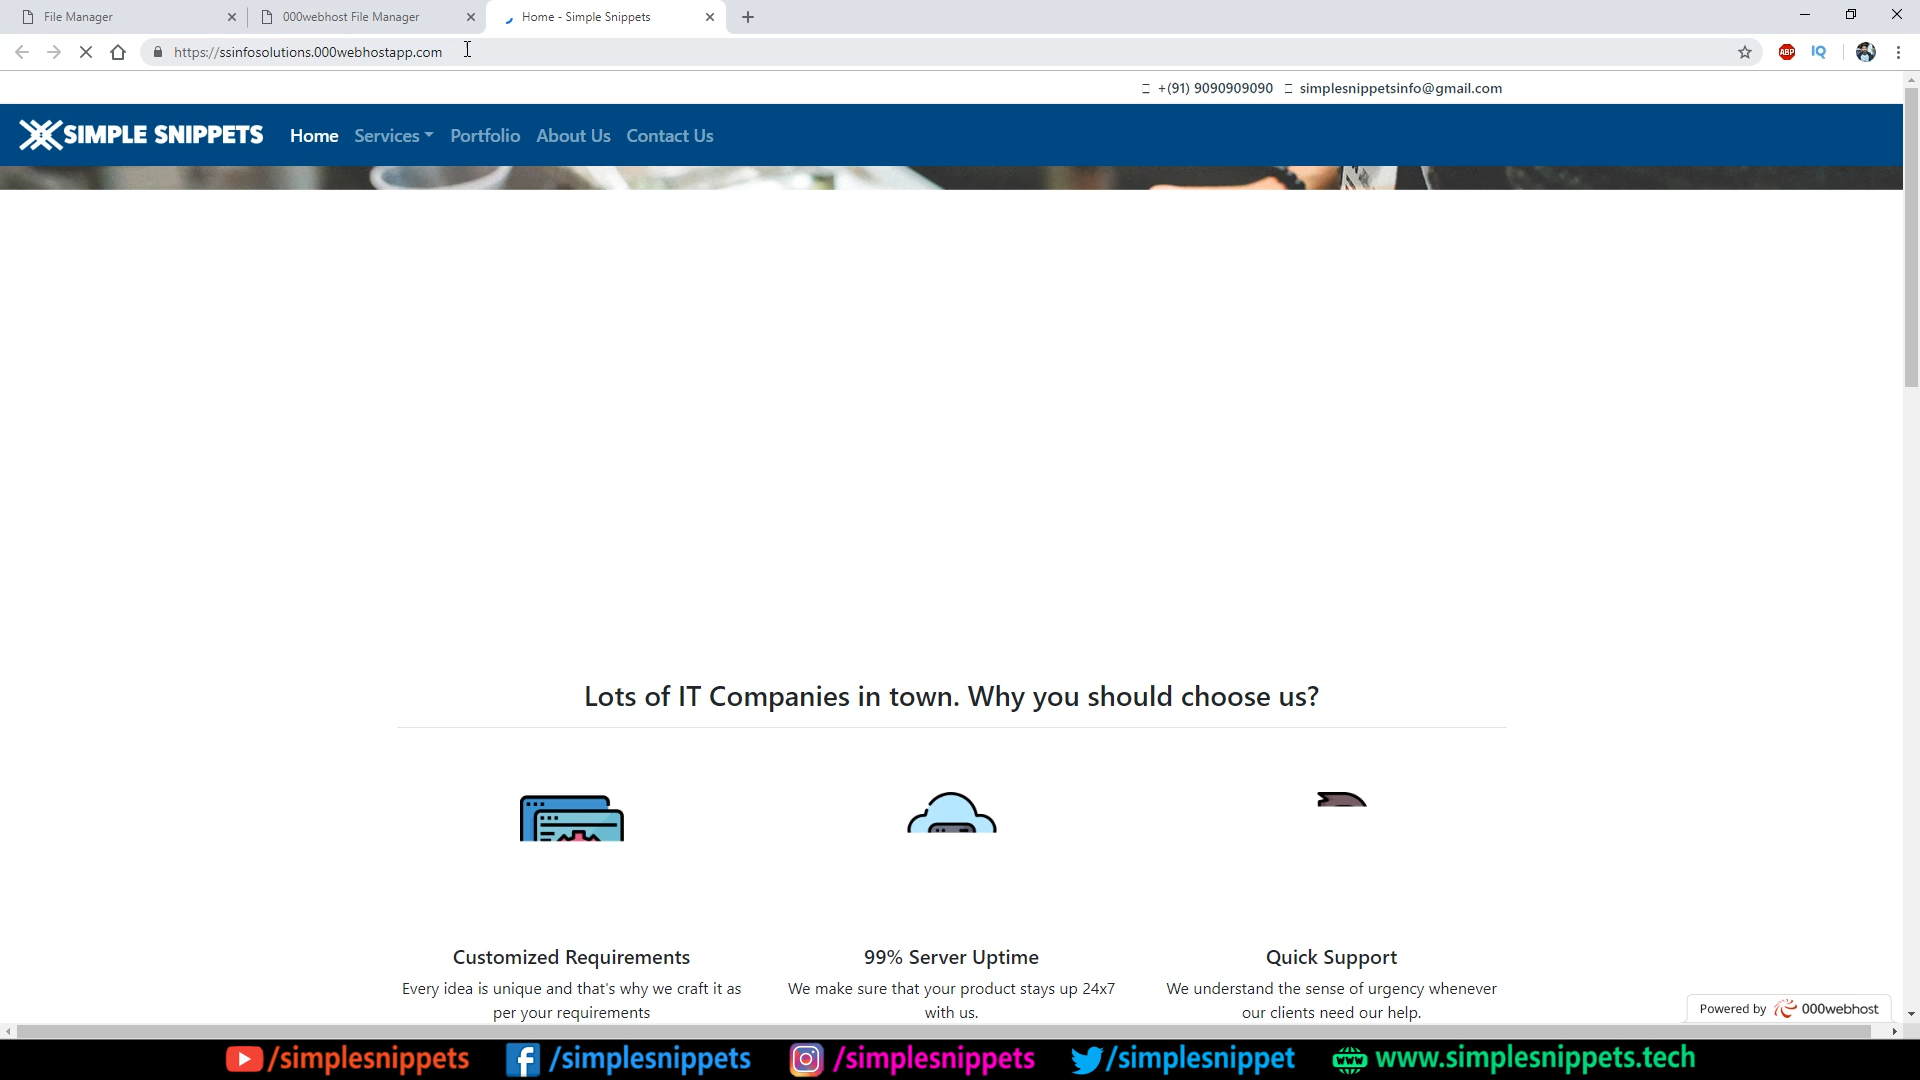 File Manager
000webhost File Manager
Home - Simple Snippets
https://ssinfosolutions.000webhostapp.com
ABP
IQ
+(91) 9090909090
simplesnippetsinfo@gmail.com
SIMPLE SNIPPETS
Home
Services
Portfolio
About Us
Contact Us
Lots of IT Companies in town. Why you should choose us?
Customized Requirements
Every idea is unique and that's why we craft it as
per your requirements
99% Server Uptime
We make sure that your product stays up 24x7
with us.
Quick Support
We understand the sense of urgency whenever
our clients need our help.
Powered by 000webhost
/simplesnippets
/simplesnippets
/simplesnippets
/simplesnippet
www.simplesnippets.tech